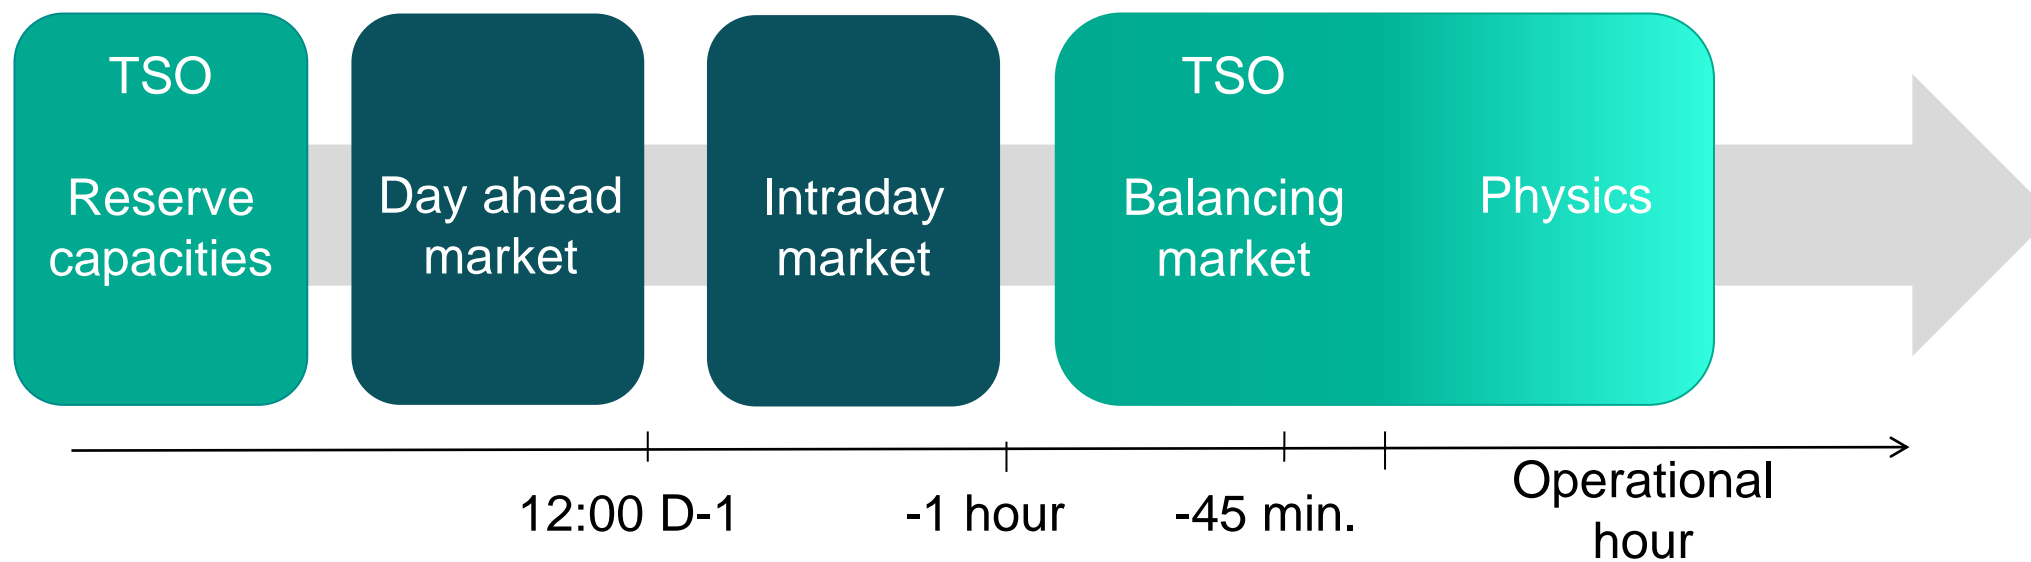 TSO
Reserve
capacities
Day ahead
market
Intraday
market
TSO
Balancing
market
Physics
12:00 D-1
-1 hour
-45 min.
Operational
hour